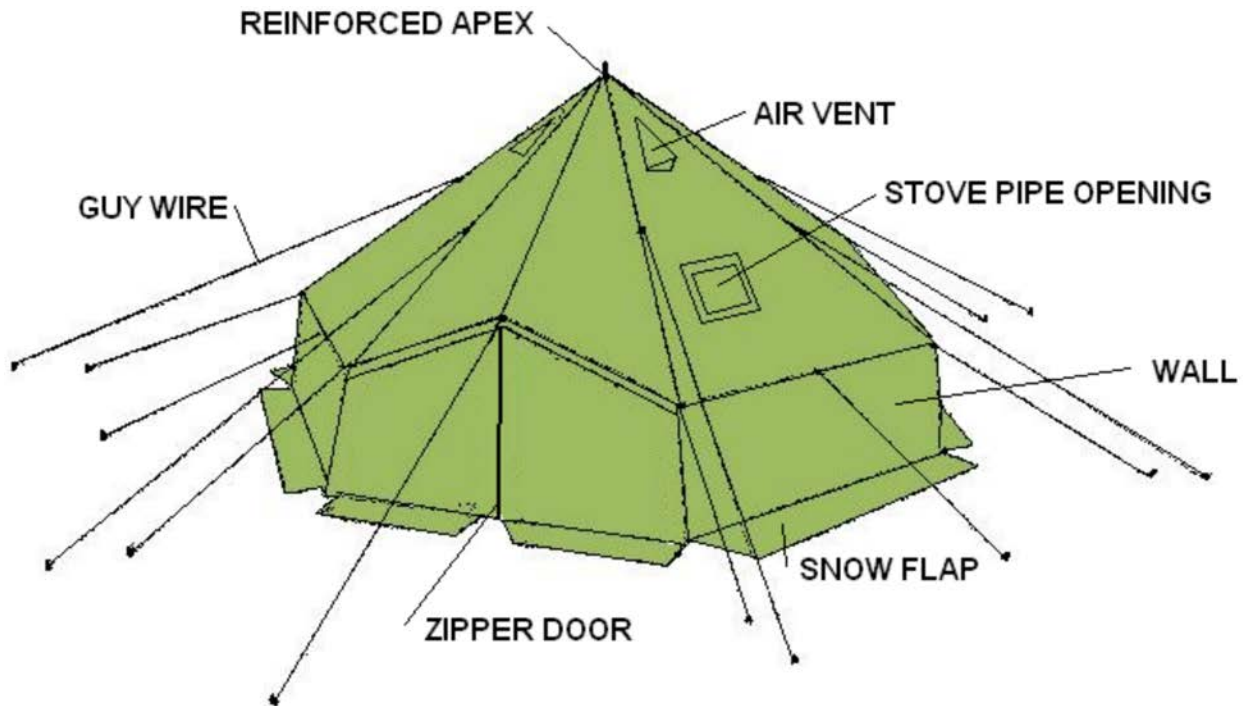 REINFORCED APEX
AIR VENT
STOVE PIPE OPENING
GUY WIRE
WALL
SNOW FLAP
ZIPPER DOOR